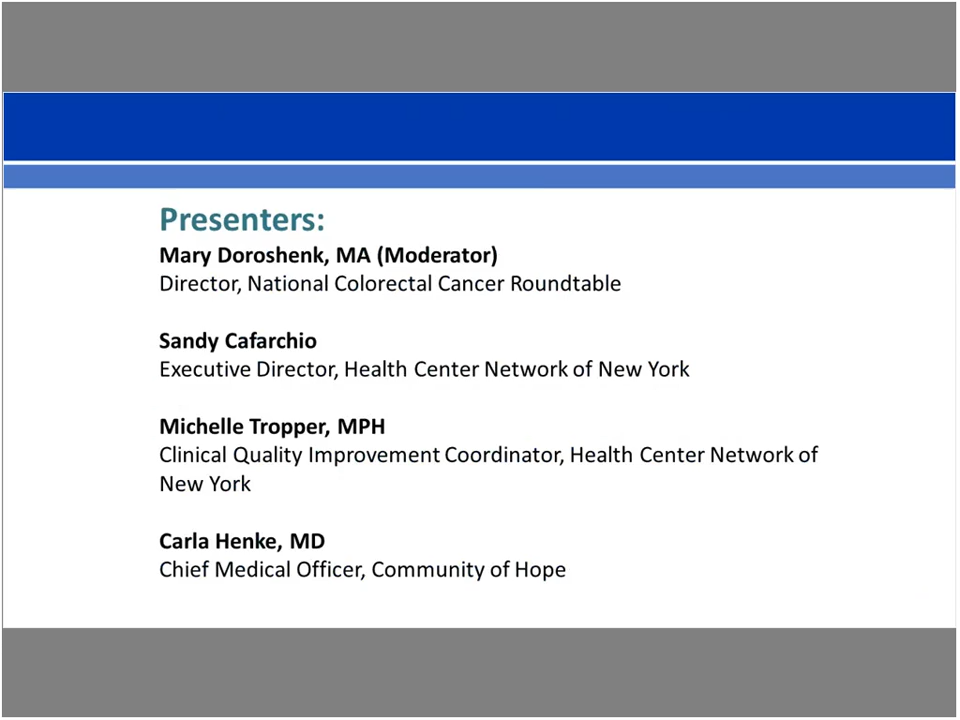 Presenters:
Mary Doroshenk, MA (Moderator)
Director, National Colorectal Cancer Roundtable
Sandy Cafarchio
Executive Director, Health Center Network of New York
Michelle Tropper, MPH
Clinical Quality Improvement Coordinator, Health Center Network of
New York
Carla Henke, MD
Chief Medical Officer, Community of Hope